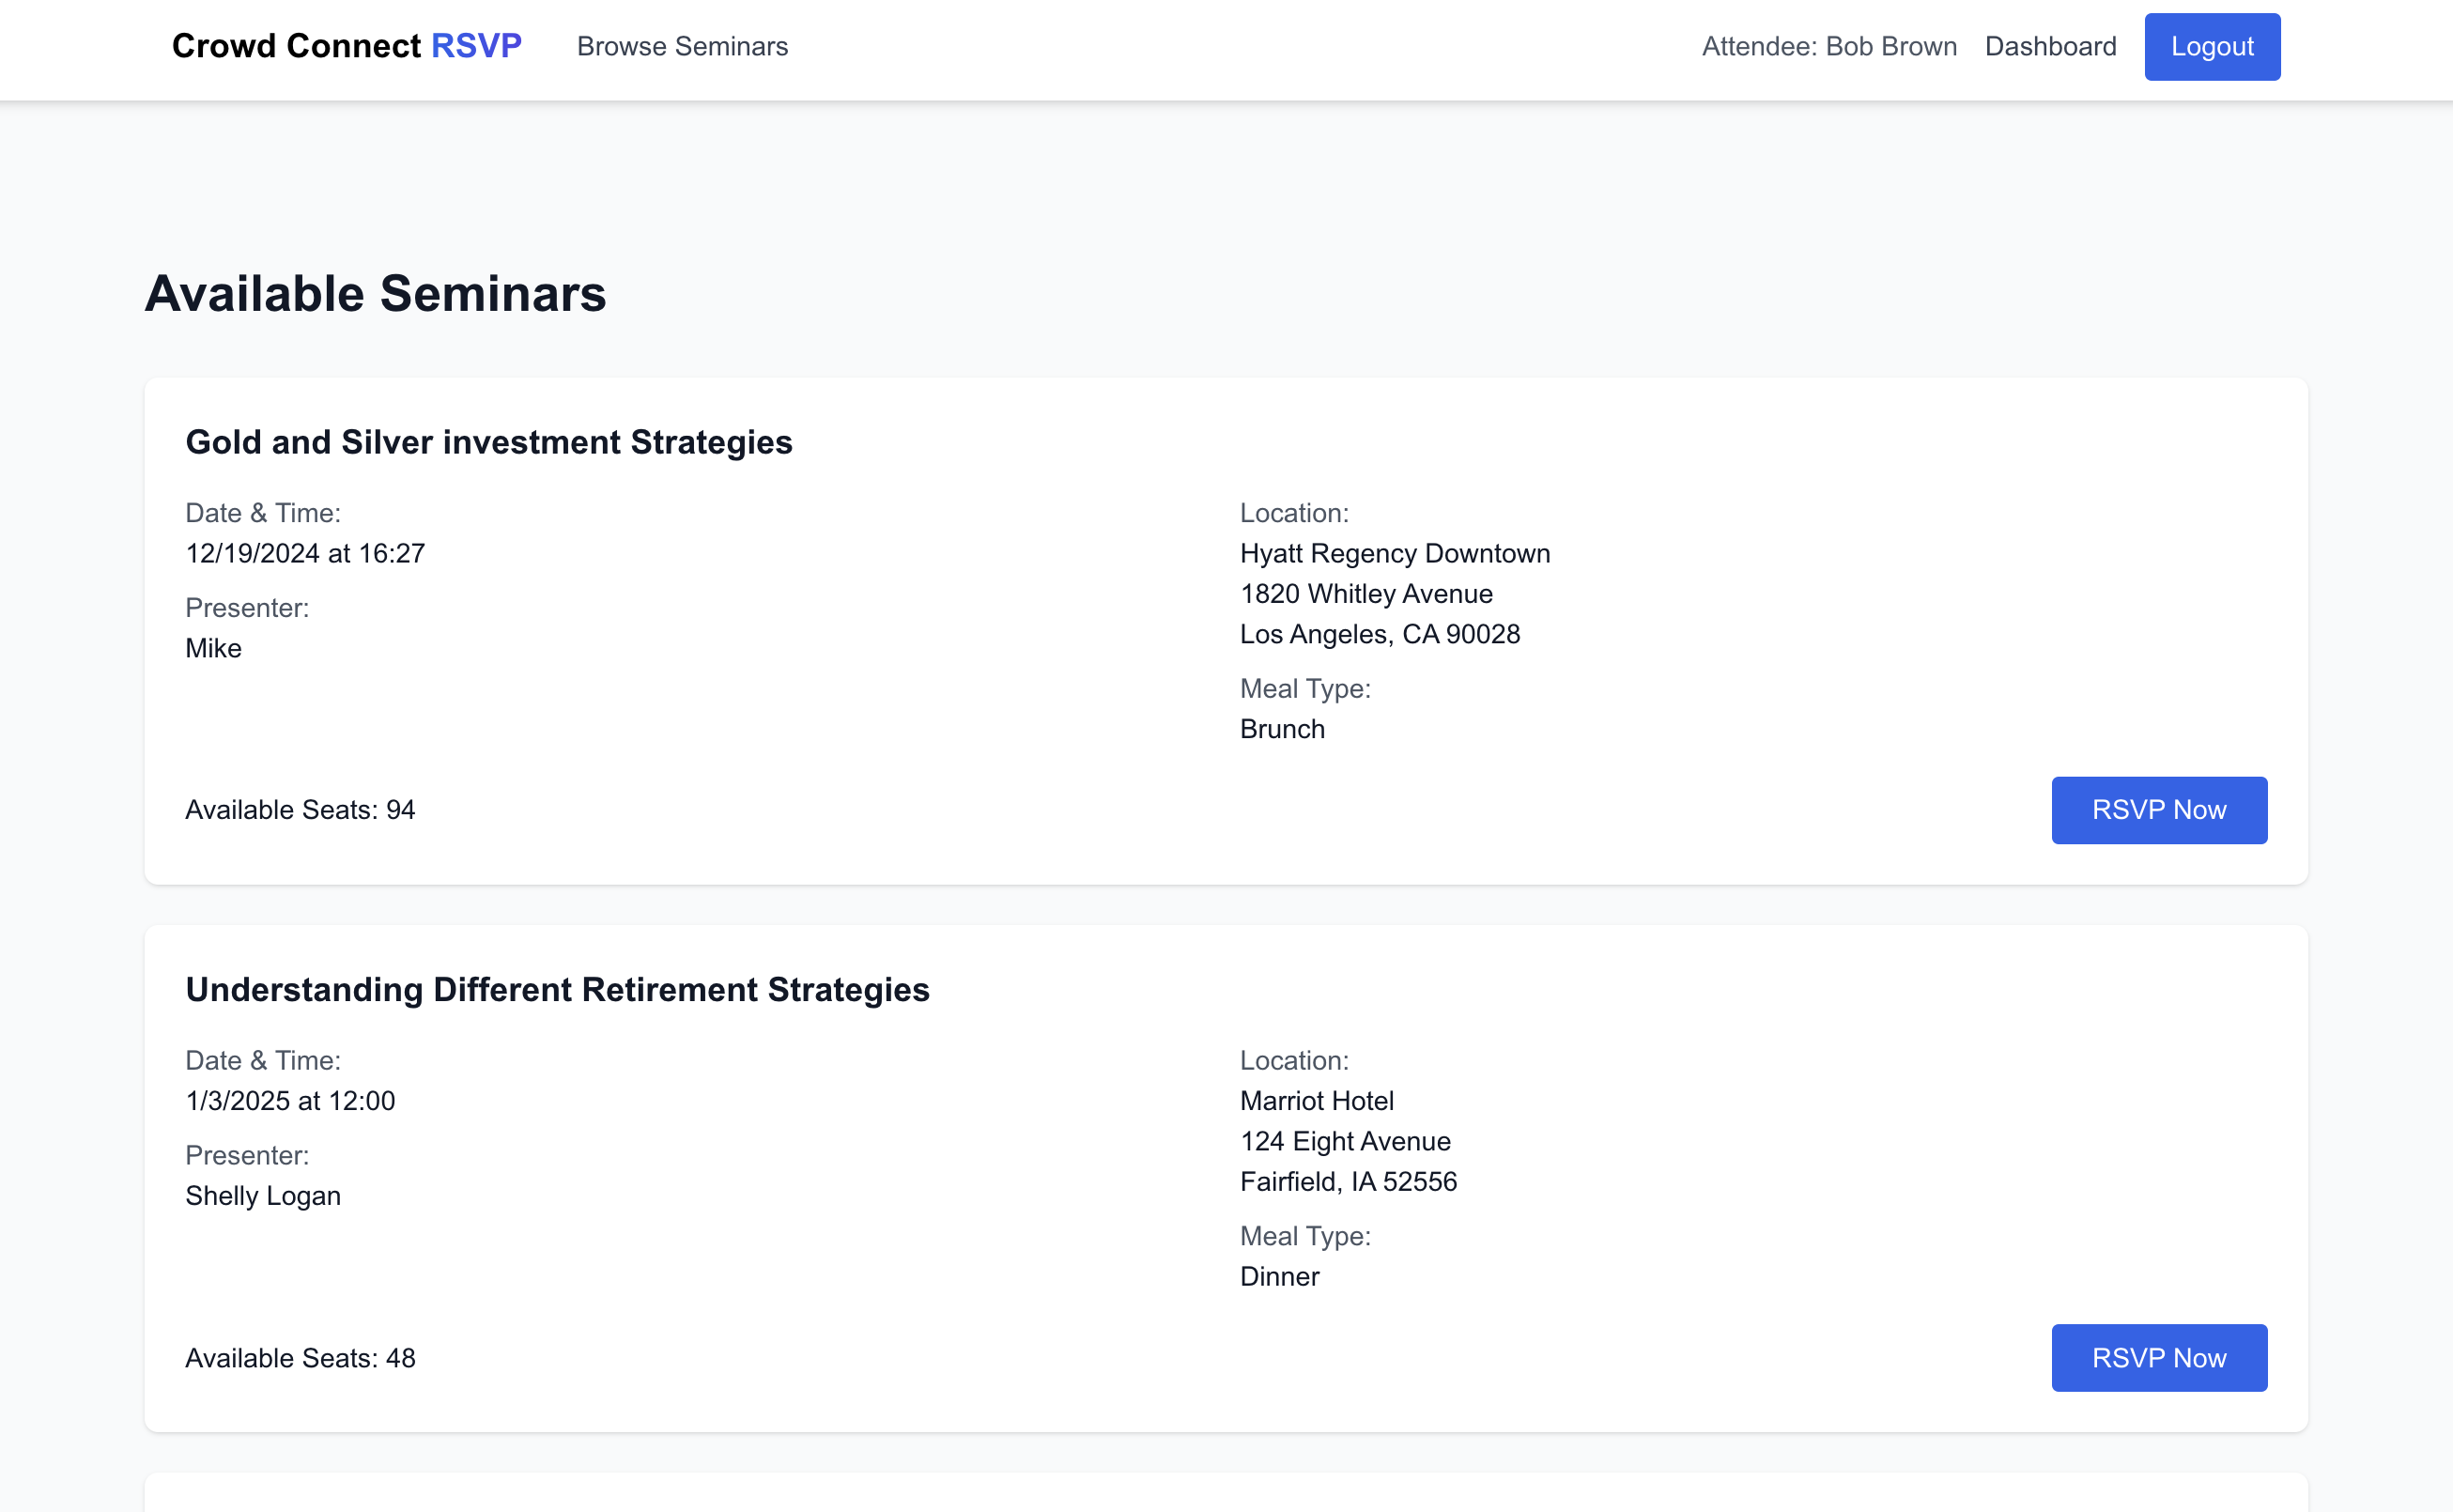 Crowd Connect RSVP Browse Seminars Attendee: Bob Brown Dashboard Logout
Available Seminars
Gold and Silver investment Strategies
Date & Time:
12/19/2024 at 16:27
Presenter:
Mike
Location:
Hyatt Regency Downtown
1820 Whitley Avenue
Los Angeles, CA 90028
Meal Type:
Brunch
Available Seats: 94
RSVP Now
Understanding Different Retirement Strategies
Date & Time:
1/3/2025 at 12:00
Presenter:
Shelly Logan
Location:
Marriot Hotel
124 Eight Avenue
Fairfield, IA 52556
Meal Type:
Dinner
Available Seats: 48
RSVP Now